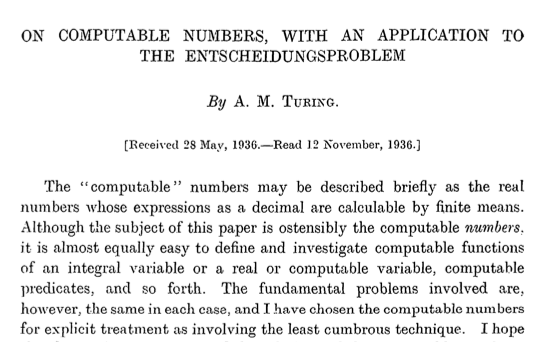 ON COMPUTABLE NUMBERS, WITH AN APPLICATION TO
THE ENTSCHEIDUNGSPROBLEM
By A. M. TURING.
[Received 28 May, 1936.—Read 12 November, 1936.]
The "computable" numbers may be described briefly as the real
numbers whose expressions as a decimal are calculable by finite means.
Although the subject of this paper is ostensibly the computable numbers,
it is almost equally easy to define and investigate computable functions
of an integral variable or a real or computable variable, computable
predicates, and so forth. The fundamental problems involved are,
however, the same in each case, and I have chosen the computable numbers
for explicit treatment as involving the least cumbrous technique. I hope